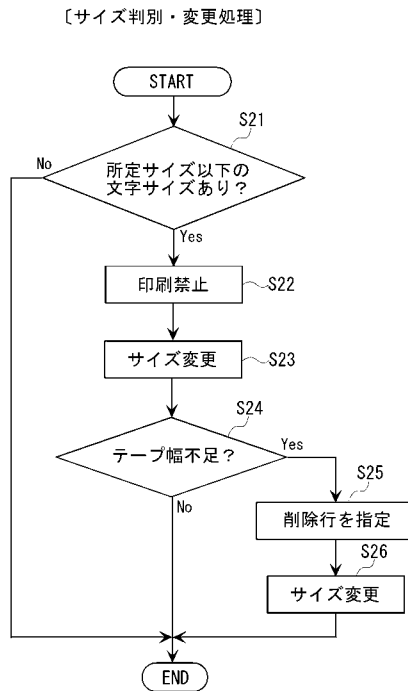 〔サイズ判別・変更処理〕
START
S21
No
所定サイズ以下の
文字サイズあり?
Yes
印刷禁止
S22
サイズ変更
S23
S24
テープ幅不足?
Yes
No
S25
削除行を指定
S26
サイズ変更
END